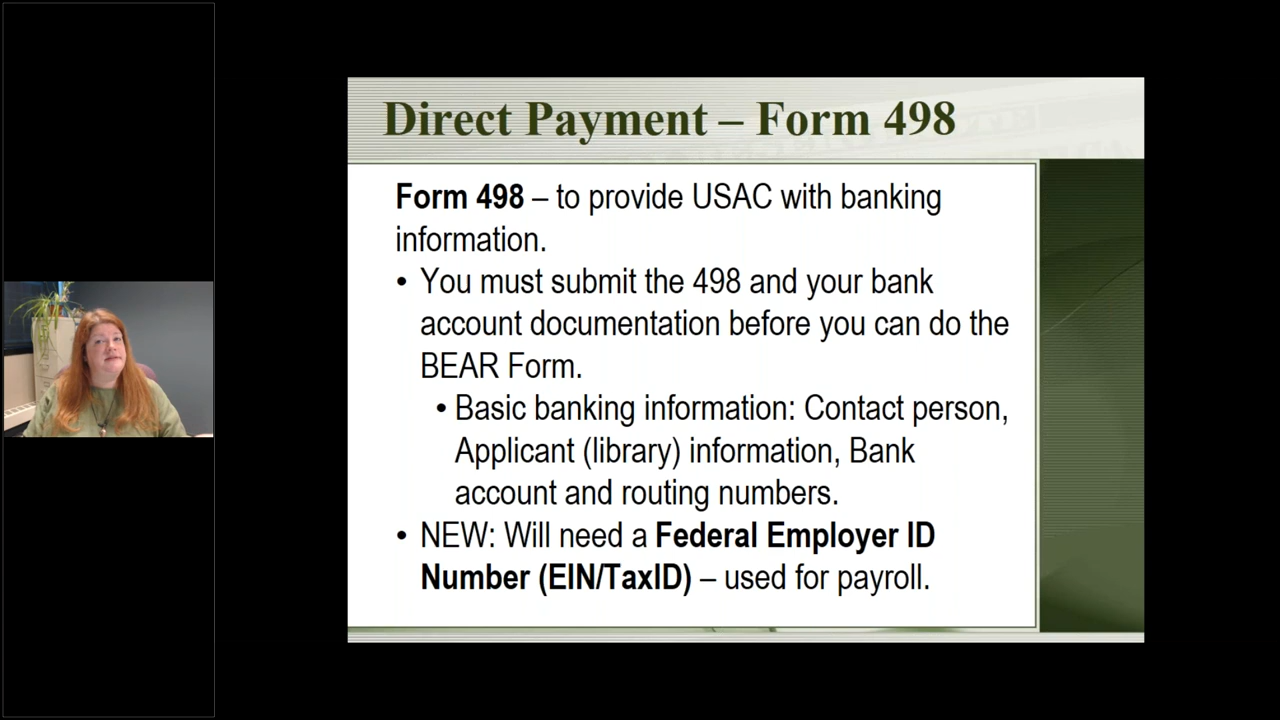 Direct Payment – Form 498
Form 498 – to provide USAC with banking
information.
• You must submit the 498 and your bank
account documentation before you can do the
BEAR Form.
• Basic banking information: Contact person,
Applicant (library) information, Bank
account and routing numbers.
• NEW: Will need a Federal Employer ID
Number (EIN/TaxID) – used for payroll.